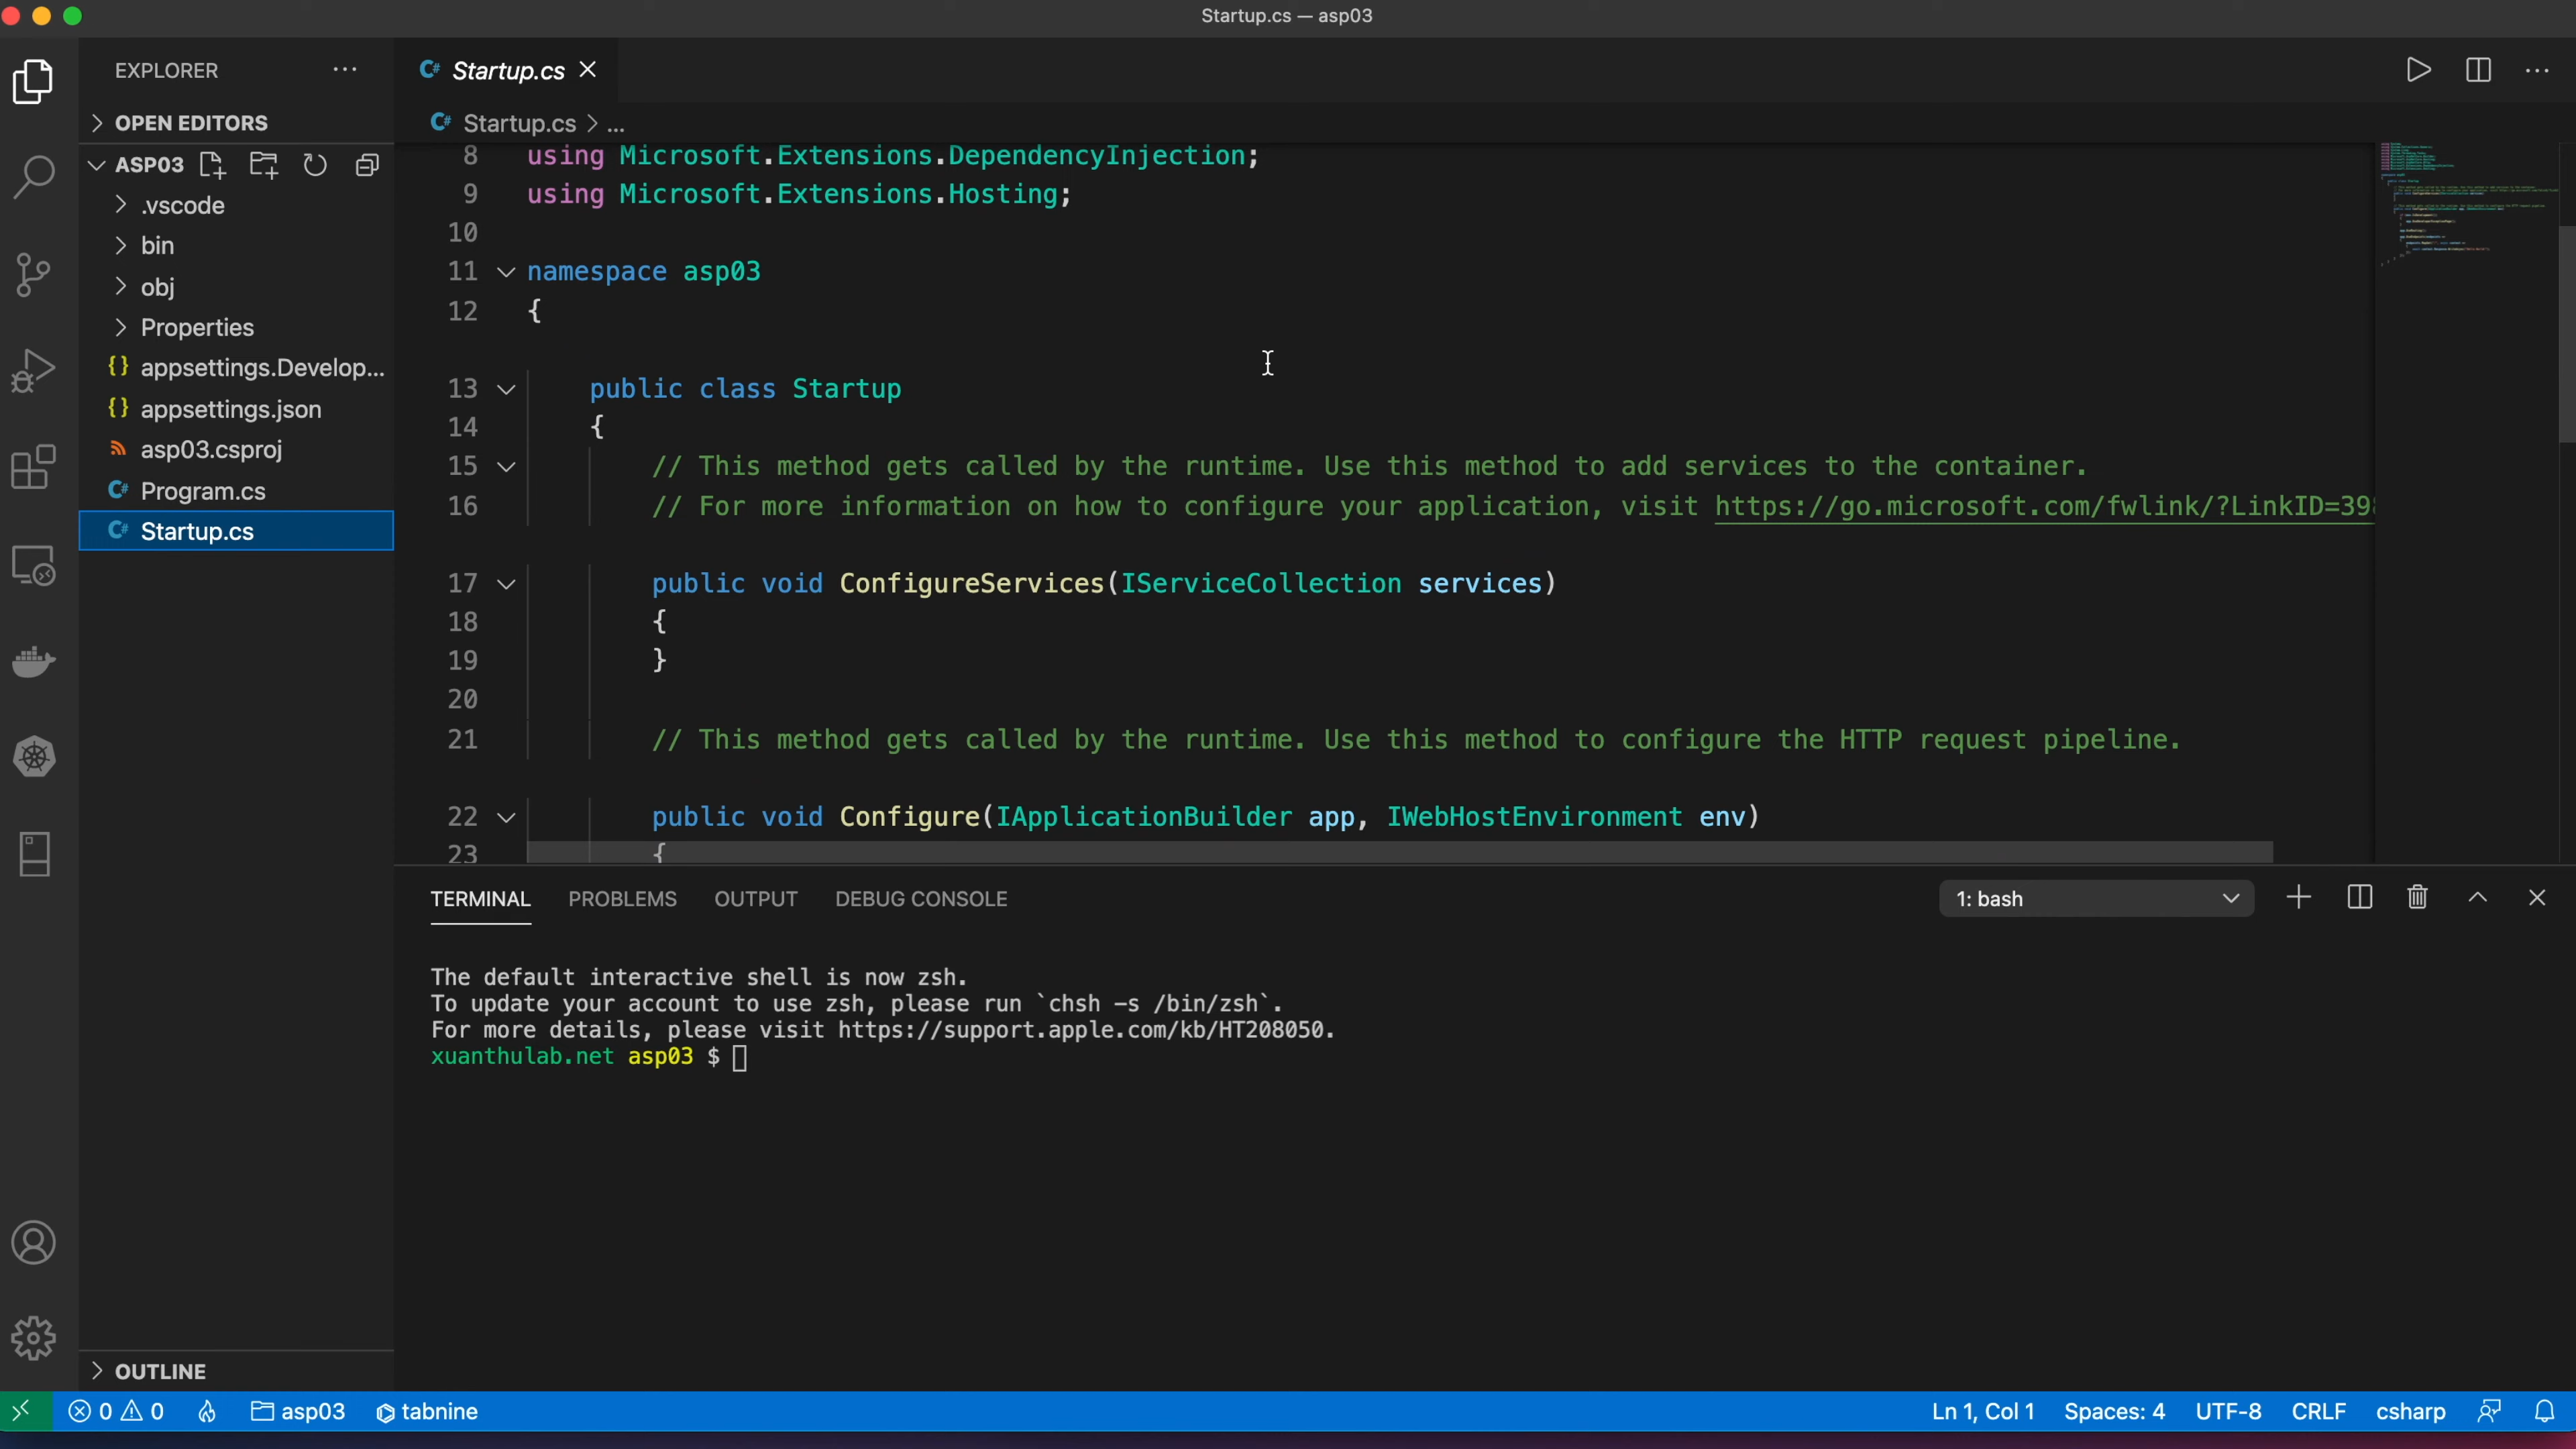 Startup.cs — asp03
EXPLORER
Startup.cs
OPEN EDITORS
Startup.cs > ...
ASP03
.vscode
bin
obj
Properties
appsettings.Develop...
appsettings.json
asp03.csproj
Program.cs
Startup.cs
OUTLINE
8 using Microsoft.Extensions.DependencyInjection;
9 using Microsoft.Extensions.Hosting;
10
11 namespace asp03
12 {
13 public class Startup
14 {
15 // This method gets called by the runtime. Use this method to add services to the container.
16 // For more information on how to configure your application, visit https://go.microsoft.com/fwlink/?LinkID=398
17 public void ConfigureServices(IServiceCollection services)
18 {
19 }
20
21 // This method gets called by the runtime. Use this method to configure the HTTP request pipeline.
22 public void Configure(IApplicationBuilder app, IWebHostEnvironment env)
23 {
TERMINAL PROBLEMS OUTPUT DEBUG CONSOLE 1: bash
The default interactive shell is now zsh.
To update your account to use zsh, please run `chsh -s /bin/zsh`.
For more details, please visit https://support.apple.com/kb/HT208050.
xuanthulab.net asp03 $
0 0 asp03 tabnine Ln 1, Col 1 Spaces: 4 UTF-8 CRLF csharp